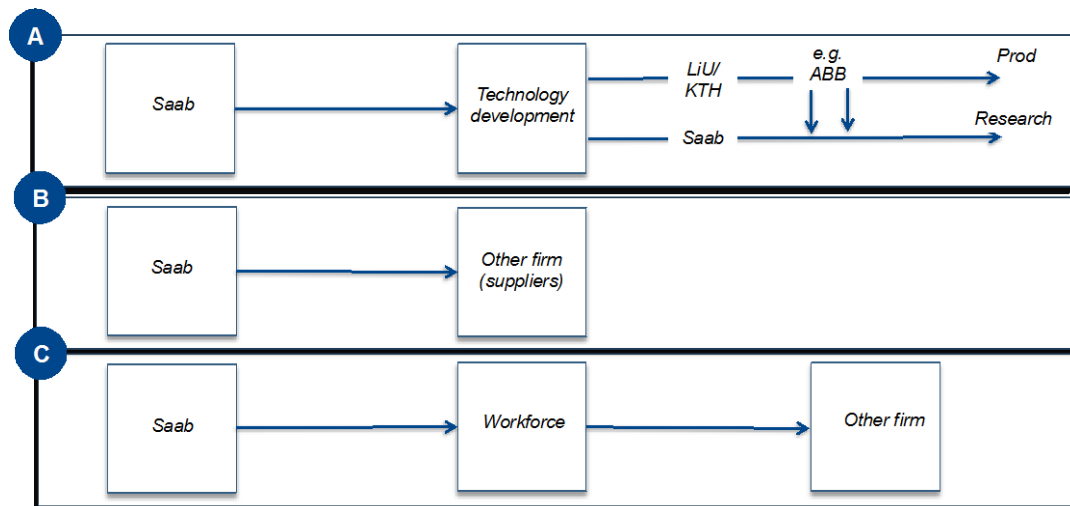 A
Saab
Technology
development
LiU/
KTH
e.g.
ABB
Prod
Saab
Research
B
Saab
Other firm
(suppliers)
C
Saab
Workforce
Other firm